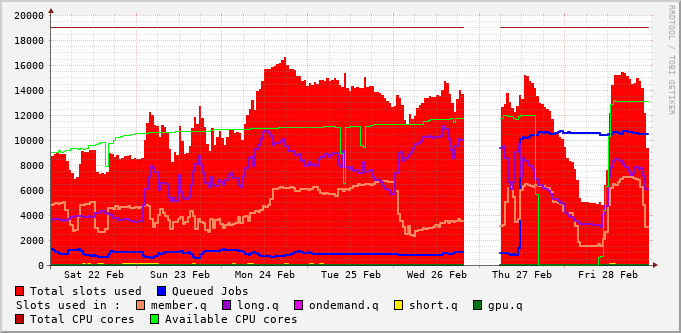 20000
18000
16000
14000
12000
10000
8000
6000
4000
2000
0
Sat 22 Feb Sun 23 Feb Mon 24 Feb Tue 25 Feb Wed 26 Feb Thu 27 Feb Fri 28 Feb
Total slots used Queued Jobs
Slots used in : member.q long.q ondemand.q short.q gpu.q
Total CPU cores Available CPU cores
RRDTOOL / TOBI OETIKER